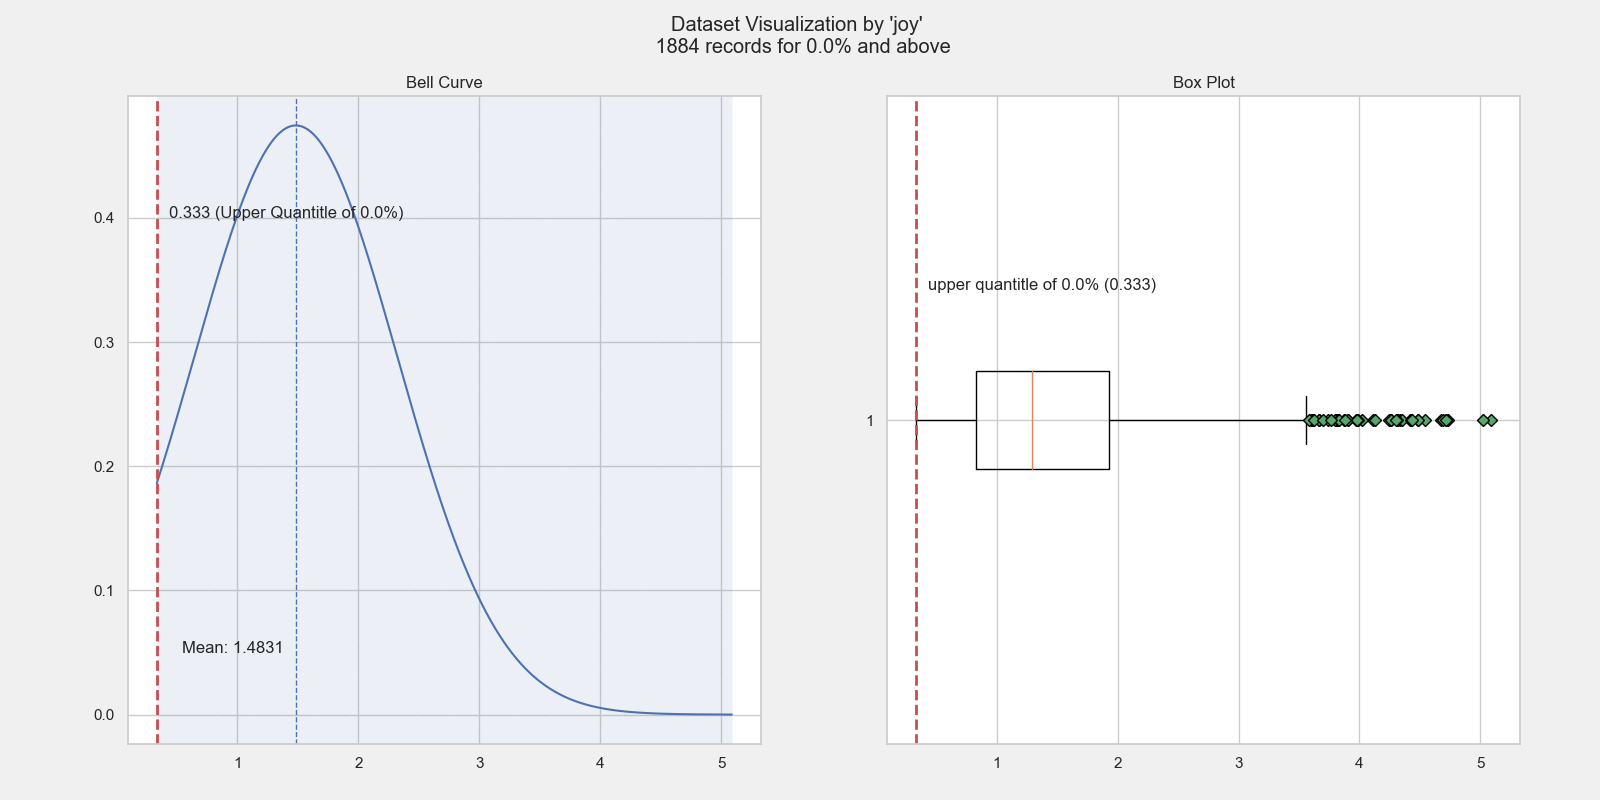 Dataset Visualization by 'joy'
1884 records for 0.0% and above
Bell Curve
0.4
0.3
0.2
0.1
0.0
0.333 (Upper Quantitle of 0.0%)
Mean: 1.4831
1 2 3 4 5
Box Plot
upper quantitle of 0.0% (0.333)
1
1 2 3 4 5